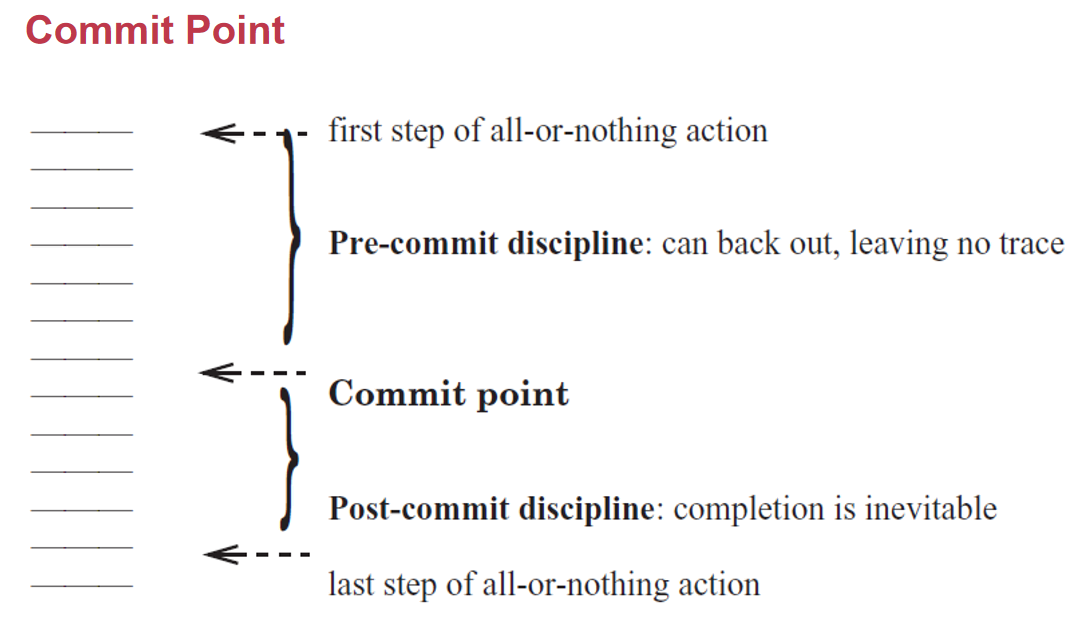 Commit Point
first step of all-or-nothing action
Pre-commit discipline: can back out, leaving no trace
Commit point
Post-commit discipline: completion is inevitable
last step of all-or-nothing action